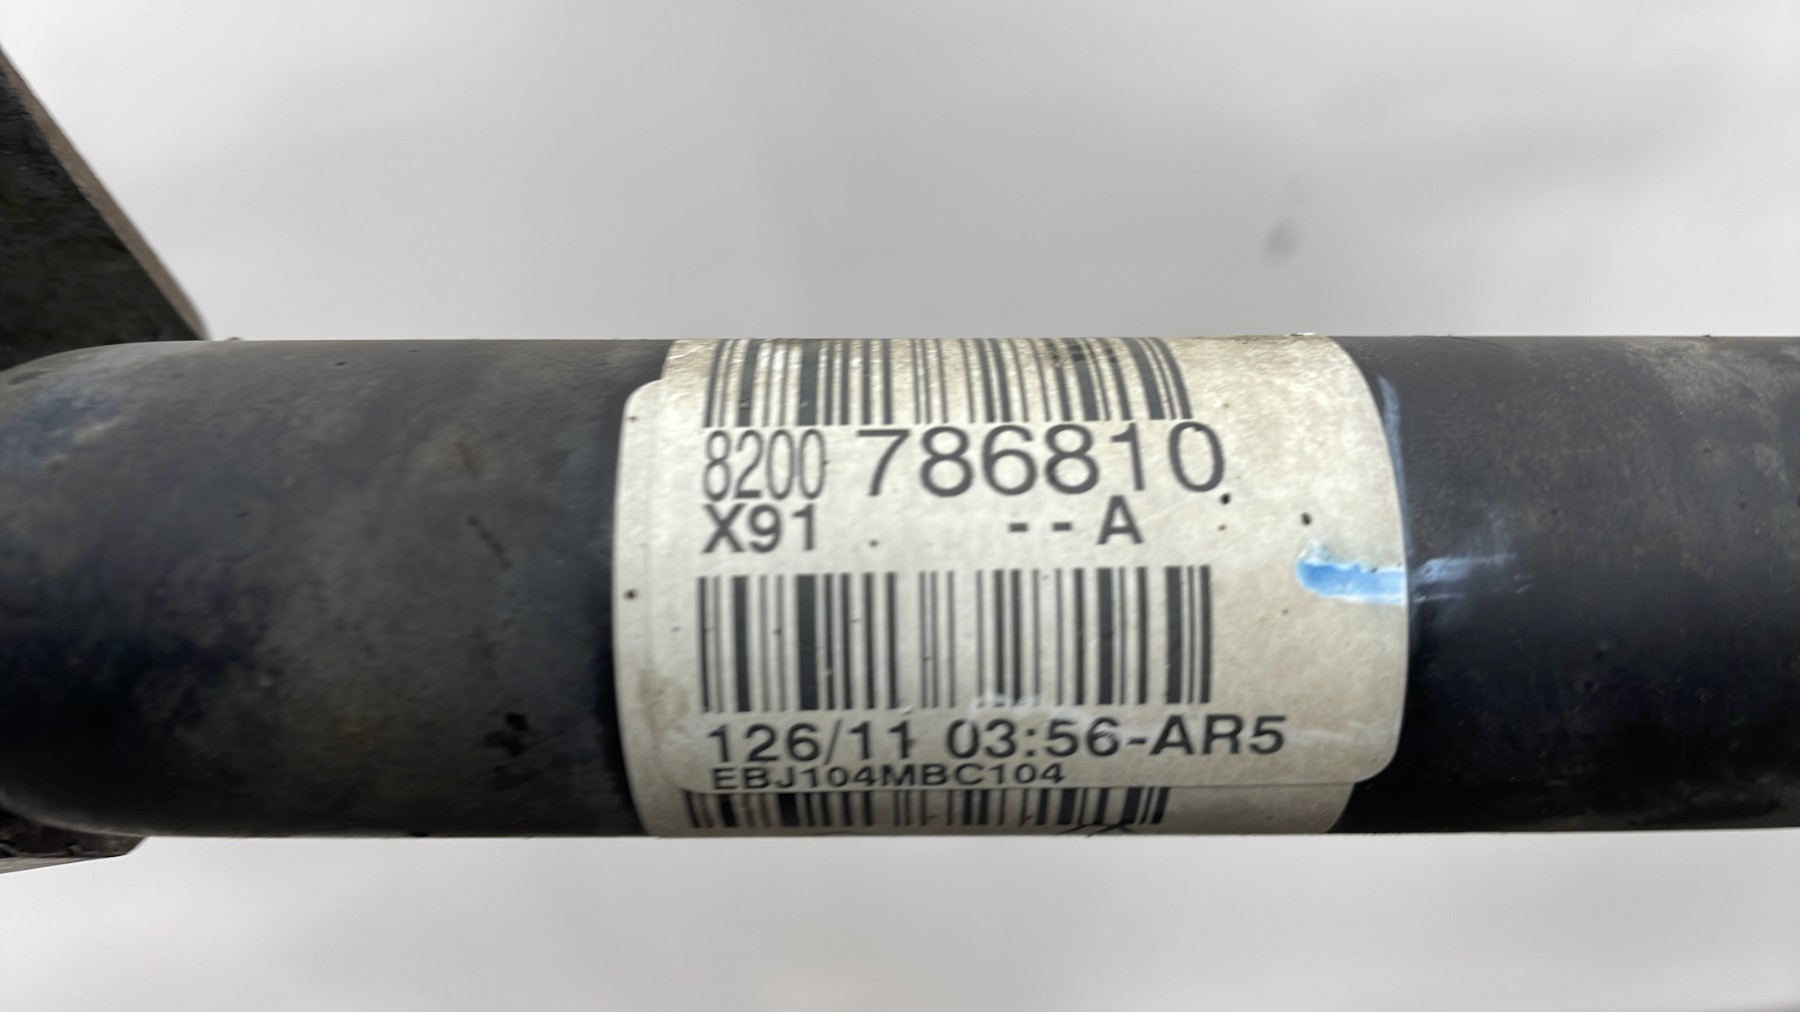 8200 786810
X91 - - A
126/11 03:56-AR5
EBJ104MBC104